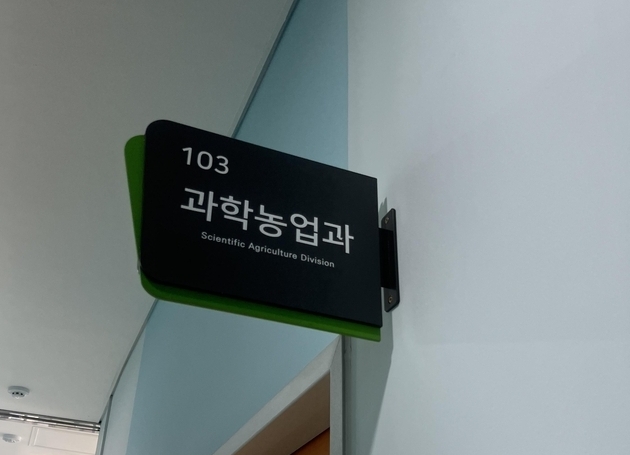 103
과학농업과
Scientific Agriculture Division